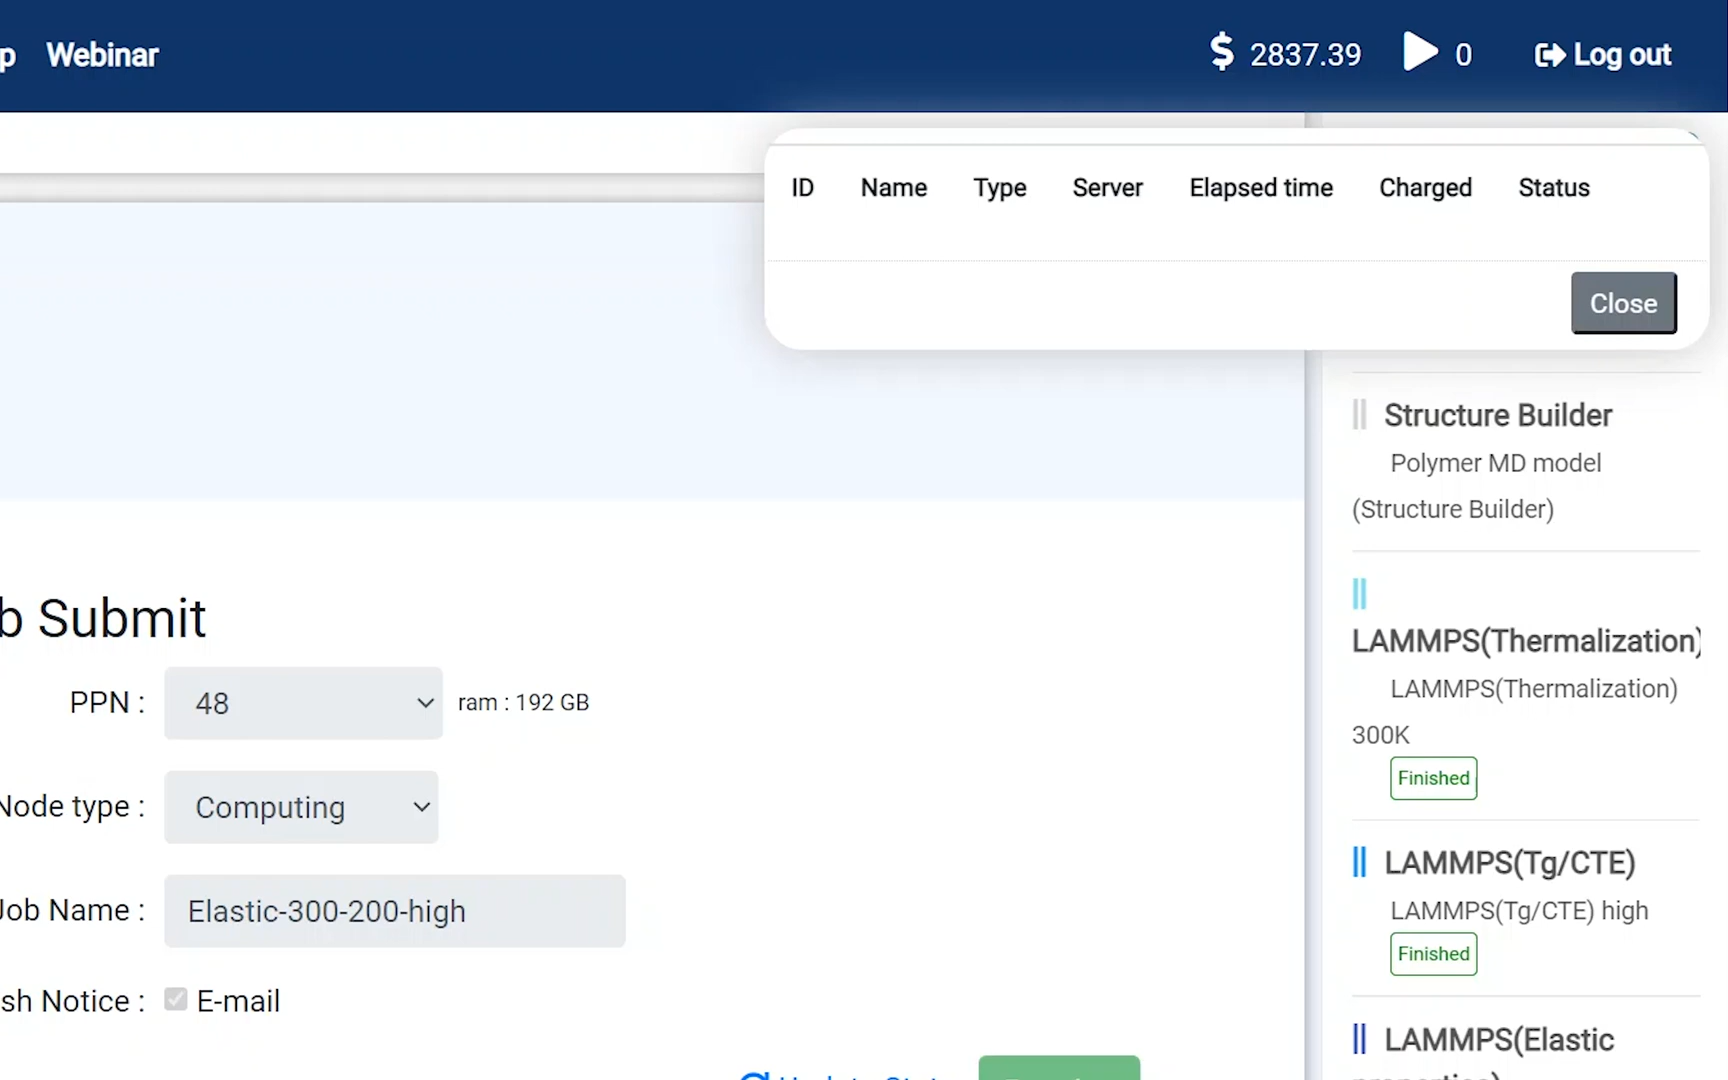 p Webinar $ 2837.39 0 Log out
ID Name Type Server Elapsed time Charged Status
Close
Structure Builder
Polymer MD model
(Structure Builder)
LAMMPS(Thermalization)
LAMMPS(Thermalization)
300K
Finished
LAMMPS(Tg/CTE)
LAMMPS(Tg/CTE) high
Finished
LAMMPS(Elastic
b Submit
PPN : 48 ram : 192 GB
Node type : Computing
Job Name : Elastic-300-200-high
sh Notice : E-mail